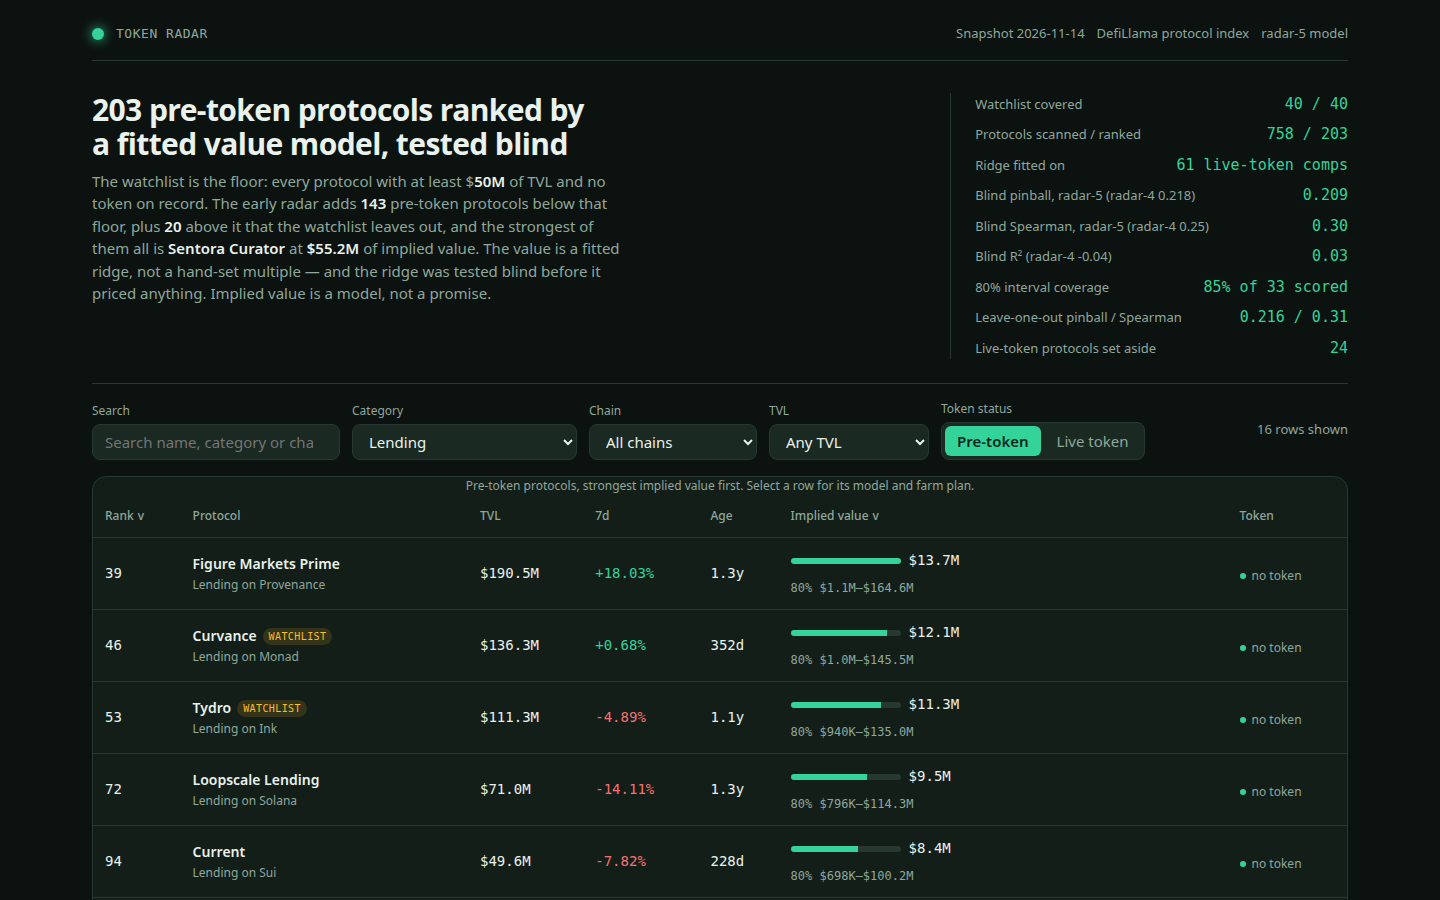 TOKEN RADAR
Snapshot 2026-11-14 DefiLlama protocol index radar-5 model
203 pre-token protocols ranked by
a fitted value model, tested blind
The watchlist is the floor: every protocol with at least $50M of TVL and no
token on record. The early radar adds 143 pre-token protocols below that
floor, plus 20 above it that the watchlist leaves out, and the strongest of
them all is Sentora Curator at $55.2M of implied value. The value is a fitted
ridge, not a hand-set multiple — and the ridge was tested blind before it
priced anything. Implied value is a model, not a promise.
Watchlist covered 40 / 40
Protocols scanned / ranked 758 / 203
Ridge fitted on 61 live-token comps
Blind pinball, radar-5 (radar-4 0.218) 0.209
Blind Spearman, radar-5 (radar-4 0.25) 0.30
Blind R² (radar-4 -0.04) 0.03
80% interval coverage 85% of 33 scored
Leave-one-out pinball / Spearman 0.216 / 0.31
Live-token protocols set aside 24
Search Category Chain TVL Token status
Search name, category or cha Lending All chains Any TVL Pre-token Live token 16 rows shown
Pre-token protocols, strongest implied value first. Select a row for its model and farm plan.
Rank v Protocol TVL 7d Age Implied value v Token
39 Figure Markets Prime $190.5M +18.03% 1.3y $13.7M no token
Lending on Provenance 80% $1.1M–$164.6M
46 Curvance WATCHLIST $136.3M +0.68% 352d $12.1M no token
Lending on Monad 80% $1.0M–$145.5M
53 Tydro WATCHLIST $111.3M -4.89% 1.1y $11.3M no token
Lending on Ink 80% $940K–$135.0M
72 Loopscale Lending $71.0M -14.11% 1.3y $9.5M no token
Lending on Solana 80% $796K–$114.3M
94 Current $49.6M -7.82% 228d $8.4M no token
Lending on Sui 80% $698K–$100.2M